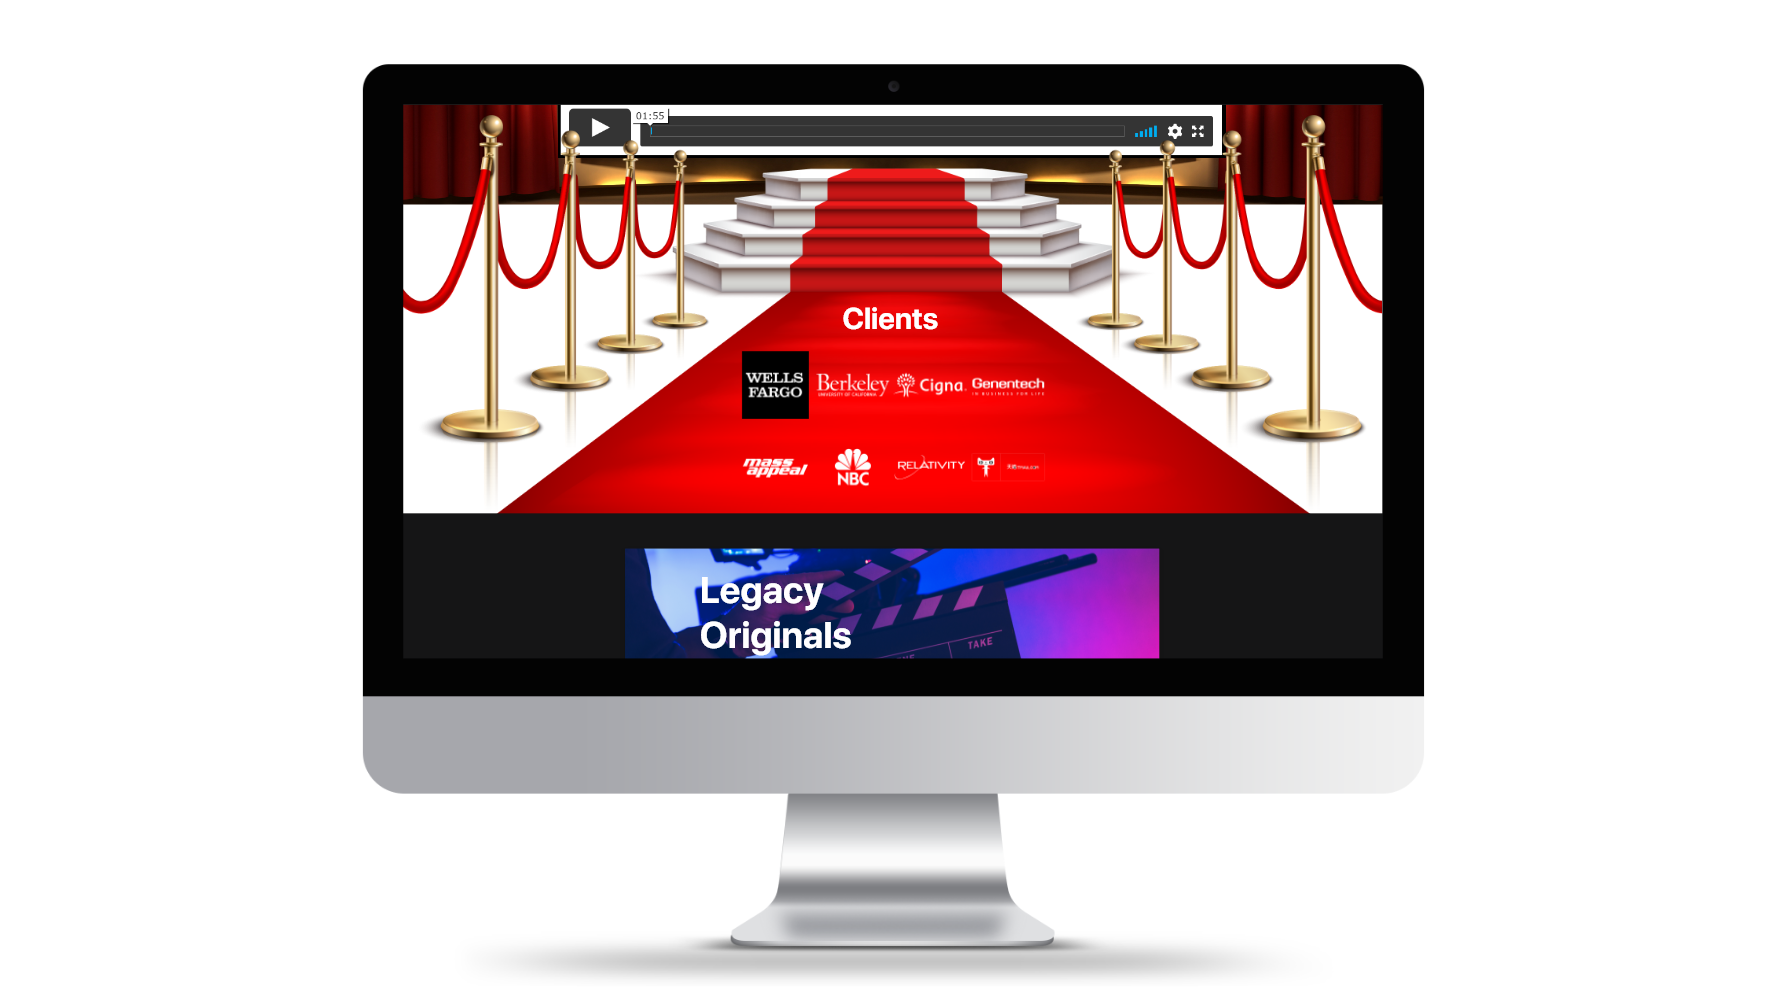 01:55
Clients
WELLS
FARGO
Berkeley
UNIVERSITY OF CALIFORNIA
Cigna.
Genentech
IN BUSINESS FOR LIFE
mass
appeal
NBC
RELATIVITY
Legacy
Originals
TAKE